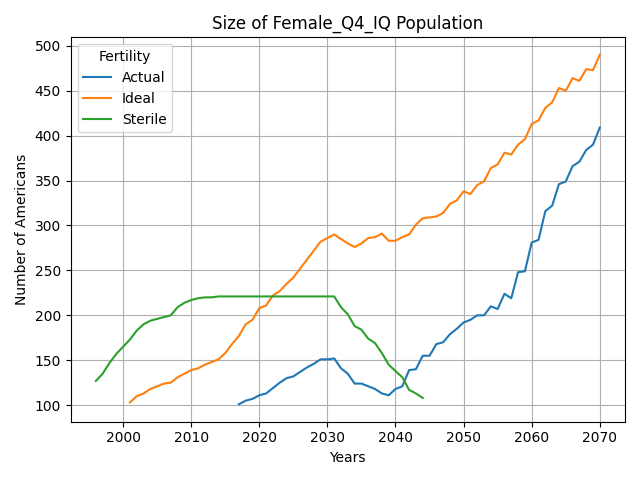 Size of Female_Q4_IQ Population
Number of Americans
500
450
400
350
300
250
200
150
100
Fertility
Actual
Ideal
Sterile
2000 2010 2020 2030 2040 2050 2060 2070
Years